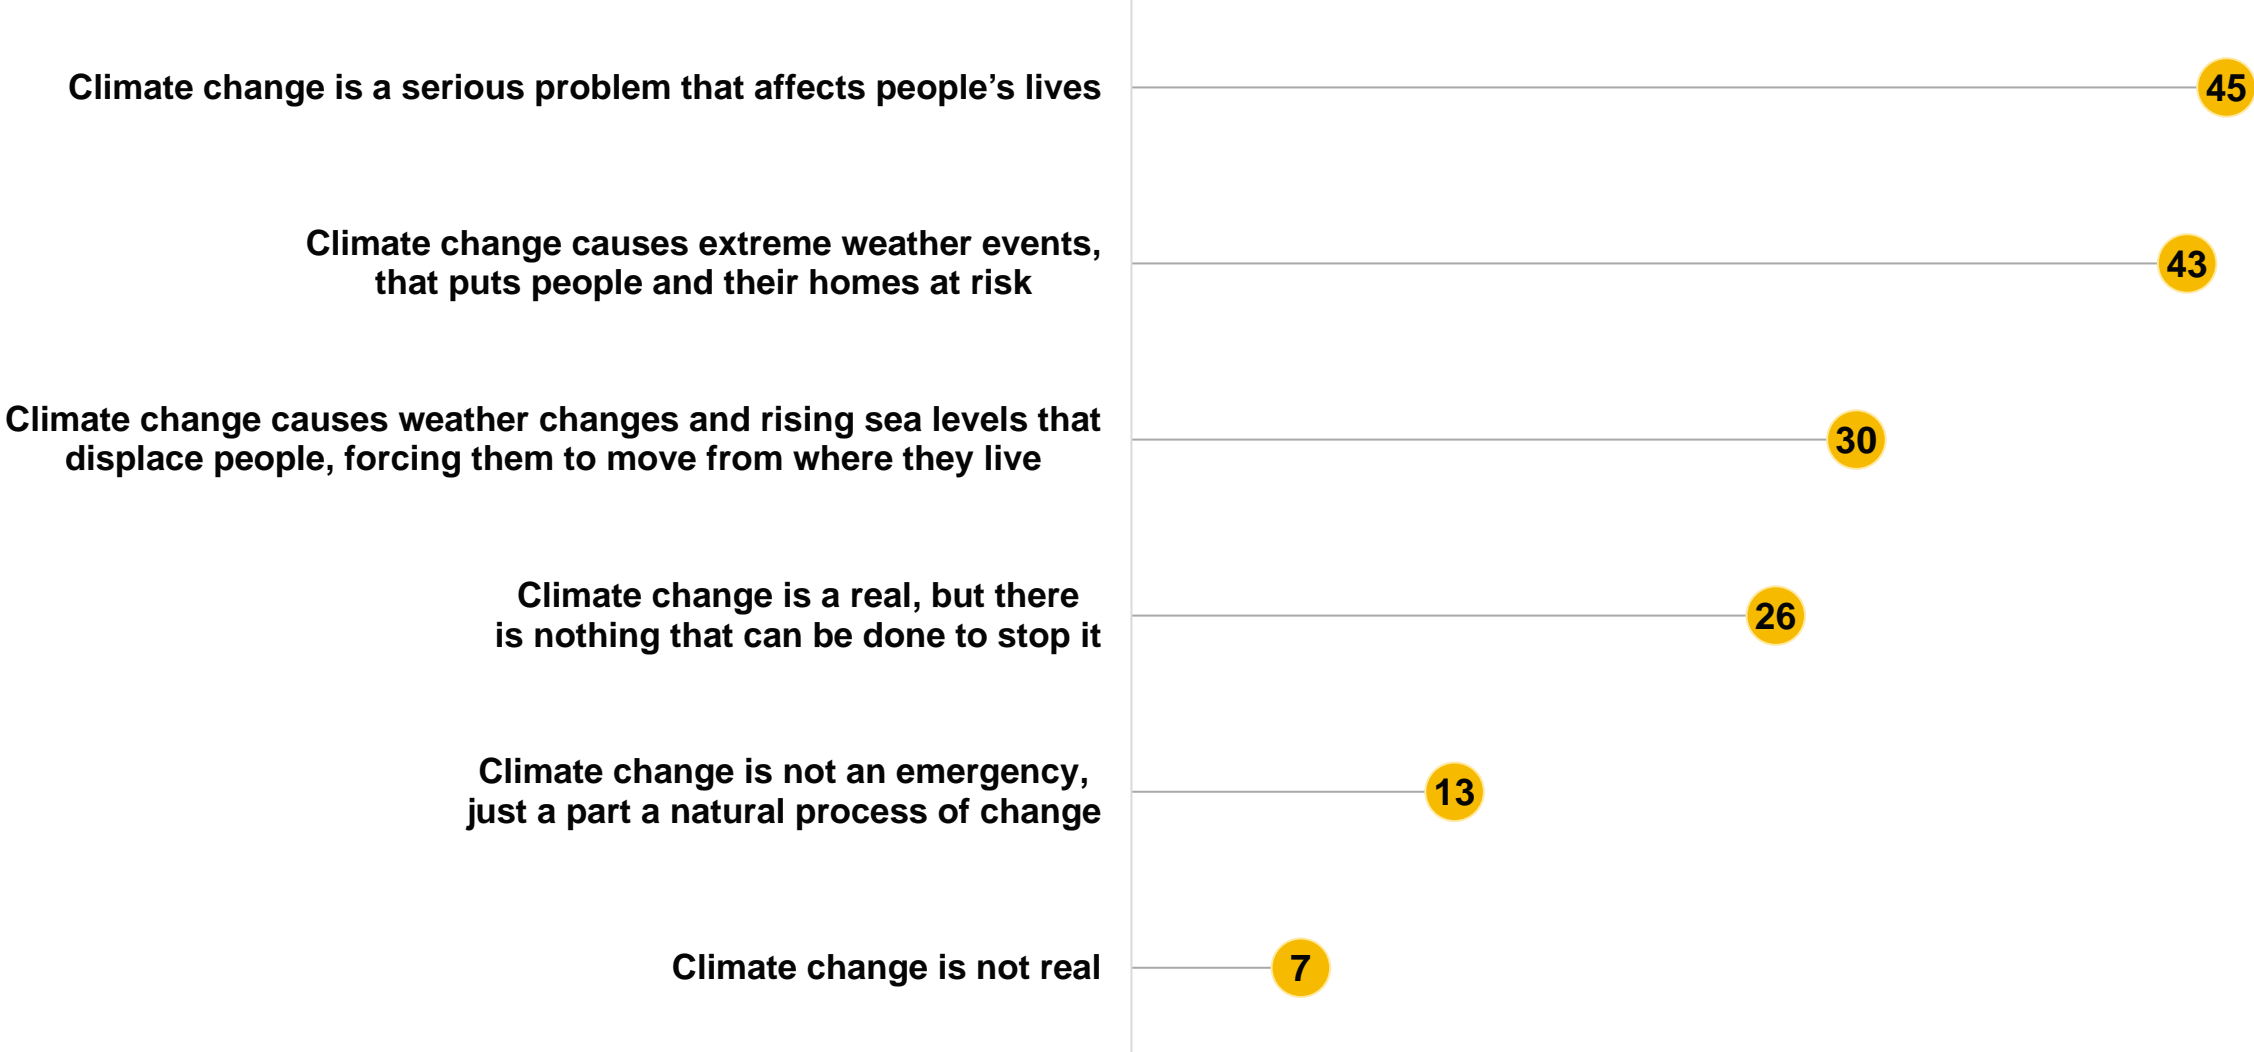 Climate change is a serious problem that affects people’s lives
45
Climate change causes extreme weather events,
that puts people and their homes at risk
43
Climate change causes weather changes and rising sea levels that
displace people, forcing them to move from where they live
30
Climate change is a real, but there
is nothing that can be done to stop it
26
Climate change is not an emergency,
just a part a natural process of change
13
Climate change is not real
7